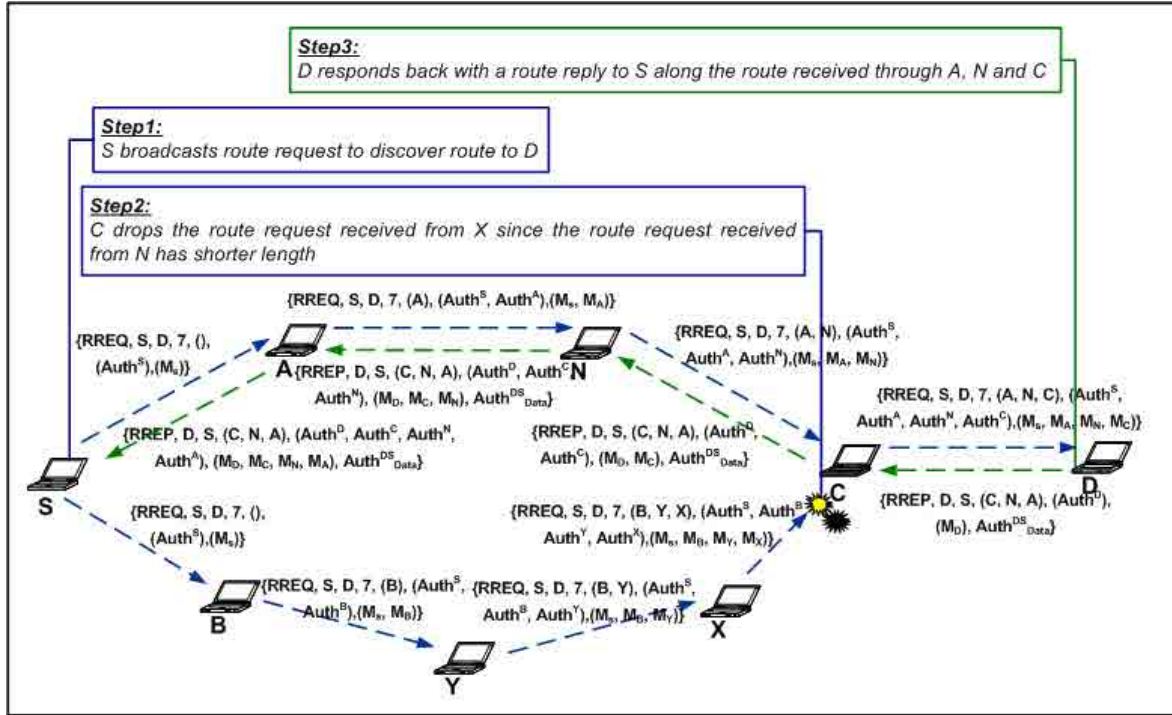 Step3:
D responds back with a route reply to S along the route received through A, N and C
Step1:
S broadcasts route request to discover route to D
Step2:
C drops the route request received from X since the route request received
from N has shorter length
{RREQ, S, D, 7, (A), (Auth^S, Auth^A),(M_s, M_A)}
{RREQ, S, D, 7, (),
(Auth^S),(M_s)}
{RREQ, S, D, 7, (A, N), (Auth^S,
Auth^A, Auth^N),(M_s, M_A, M_N)}
A
N
{RREP, D, S, (C, N, A), (Auth^D, Auth^C
Auth^N), (M_D, M_C, M_N), Auth^DS_Data}
{RREQ, S, D, 7, (A, N, C), (Auth^S,
Auth^A, Auth^N, Auth^C),(M_s, M_A, M_N, M_C)}
{RREP, D, S, (C, N, A), (Auth^D, Auth^C, Auth^N,
Auth^A), (M_D, M_C, M_N, M_A), Auth^DS_Data}
{RREP, D, S, (C, N, A), (Auth^D,
Auth^C), (M_D, M_C), Auth^DS_Data}
S
C
D
{RREP, D, S, (C, N, A), (Auth^D),
(M_D), Auth^DS_Data}
{RREQ, S, D, 7, (),
(Auth^S),(M_s)}
{RREQ, S, D, 7, (B, Y, X), (Auth^S, Auth^B
Auth^Y, Auth^X),(M_s, M_B, M_Y, M_X)}
{RREQ, S, D, 7, (B), (Auth^S,
Auth^B),(M_s, M_B)}
{RREQ, S, D, 7, (B, Y), (Auth^S,
Auth^B, Auth^Y),(M_s, M_B, M_Y)}
B
X
Y